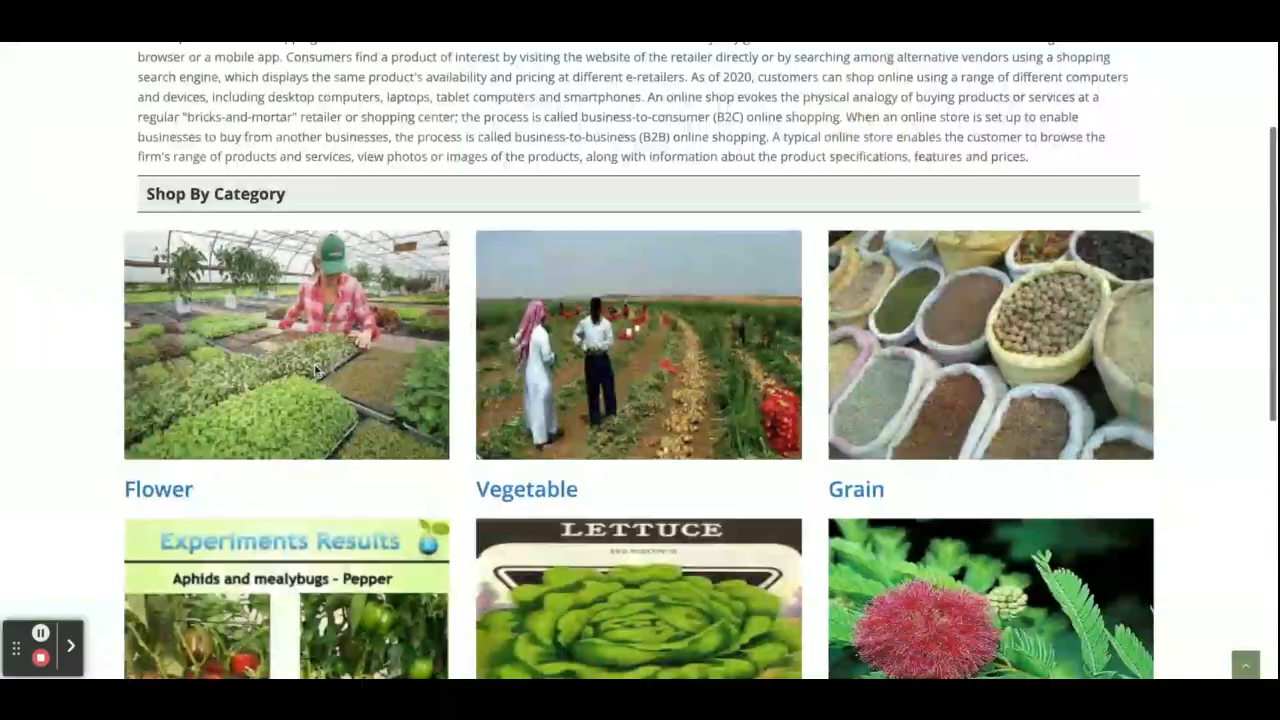 browser or a mobile app. Consumers find a product of interest by visiting the website of the retailer directly or by searching among alternative vendors using a shopping
search engine, which displays the same product's availability and pricing at different e-retailers. As of 2020, customers can shop online using a range of different computers
and devices, including desktop computers, laptops, tablet computers and smartphones. An online shop evokes the physical analogy of buying products or services at a
regular "bricks-and-mortar" retailer or shopping center; the process is called business-to-consumer (B2C) online shopping. When an online store is set up to enable
businesses to buy from another businesses, the process is called business-to-business (B2B) online shopping. A typical online store enables the customer to browse the
firm's range of products and services, view photos or images of the products, along with information about the product specifications, features and prices.
Shop By Category
Flower
Vegetable
Grain
Experiments Results
Aphids and mealybugs - Pepper
LETTUCE